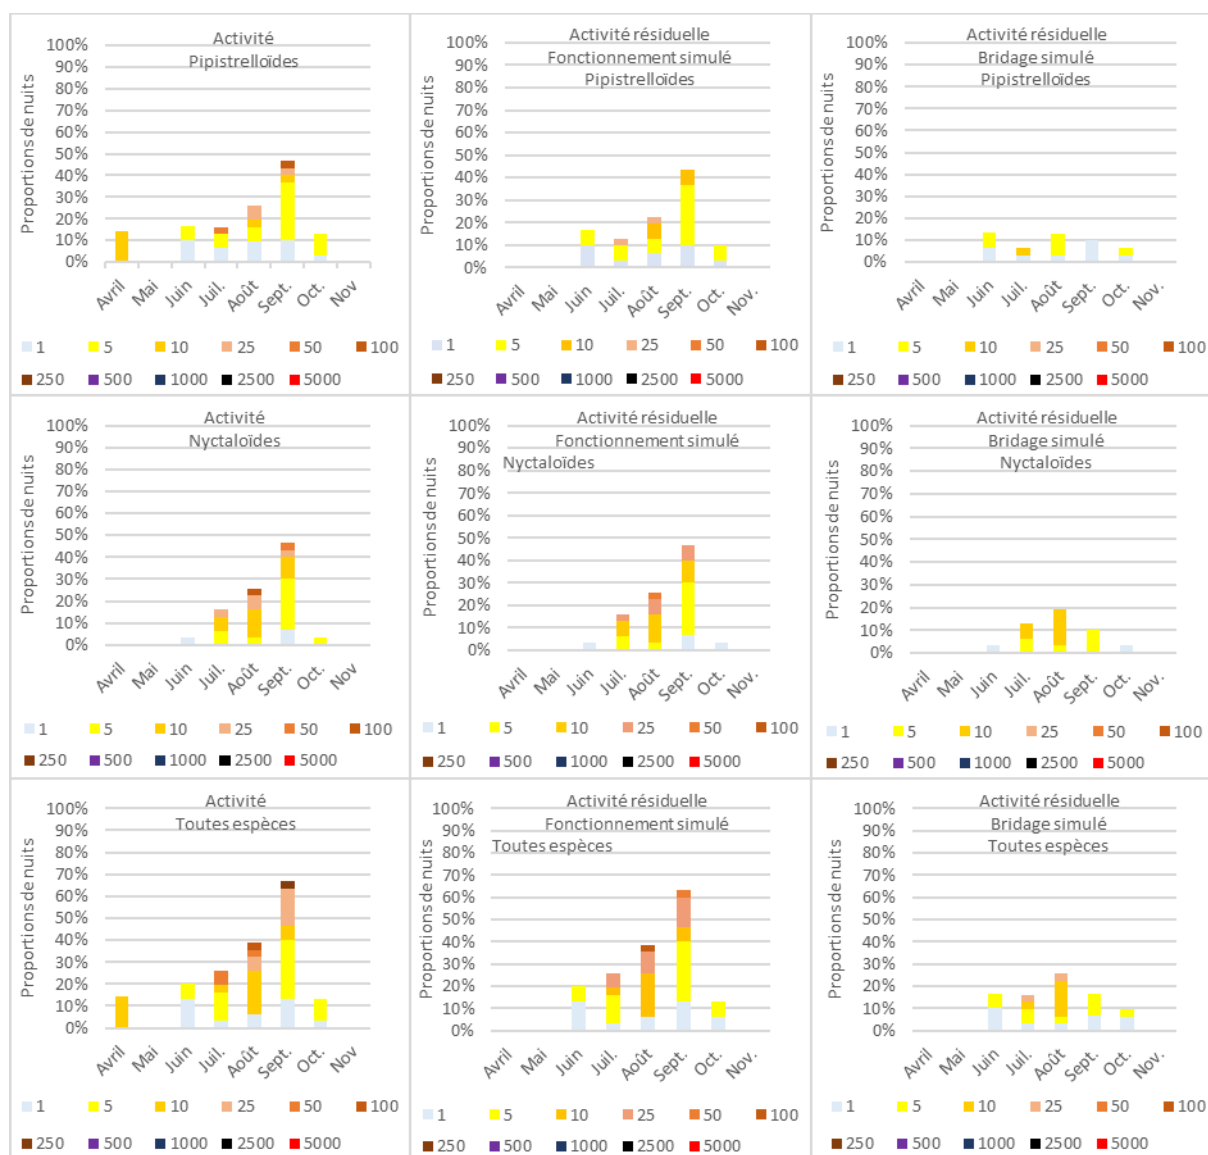 Activité
Pipistrelloïdes
Proportions de nuits
100%
90%
80%
70%
60%
50%
40%
30%
20%
10%
0%
Avril Mai Juin Juil. Août Sept. Oct. Nov
1 5 10 25 50 100
250 500 1000 2500 5000
Activité résiduelle
Fonctionnement simulé
Pipistrelloïdes
Proportions de nuits
100%
90%
80%
70%
60%
50%
40%
30%
20%
10%
0%
Avril Mai Juin Juil. Août Sept. Oct. Nov.
1 5 10 25 50 100
250 500 1000 2500 5000
Activité résiduelle
Bridage simulé
Pipistrelloïdes
Proportions de nuits
100%
90%
80%
70%
60%
50%
40%
30%
20%
10%
0%
Avril Mai Juin Juil. Août Sept. Oct. Nov.
1 5 10 25 50 100
250 500 1000 2500 5000
Activité
Nyctaloïdes
Proportions de nuits
100%
90%
80%
70%
60%
50%
40%
30%
20%
10%
0%
Avril Mai Juin Juil. Août Sept. Oct. Nov
1 5 10 25 50 100
250 500 1000 2500 5000
Activité résiduelle
Fonctionnement simulé
Nyctaloïdes
Proportions de nuits
100%
90%
80%
70%
60%
50%
40%
30%
20%
10%
0%
Avril Mai Juin Juil. Août Sept. Oct. Nov.
1 5 10 25 50 100
250 500 1000 2500 5000
Activité résiduelle
Bridage simulé
Nyctaloïdes
Proportions de nuits
100%
90%
80%
70%
60%
50%
40%
30%
20%
10%
0%
Avril Mai Juin Juil. Août Sept. Oct. Nov.
1 5 10 25 50 100
250 500 1000 2500 5000
Activité
Toutes espèces
Proportions de nuits
100%
90%
80%
70%
60%
50%
40%
30%
20%
10%
0%
Avril Mai Juin Juil. Août Sept. Oct. Nov
1 5 10 25 50 100
250 500 1000 2500 5000
Activité résiduelle
Fonctionnement simulé
Toutes espèces
Proportions de nuits
100%
90%
80%
70%
60%
50%
40%
30%
20%
10%
0%
Avril Mai Juin Juil. Août Sept. Oct. Nov.
1 5 10 25 50 100
250 500 1000 2500 5000
Activité résiduelle
Bridage simulé
Toutes espèces
Proportions de nuits
100%
90%
80%
70%
60%
50%
40%
30%
20%
10%
0%
Avril Mai Juin Juil. Août Sept. Oct. Nov.
1 5 10 25 50 100
250 500 1000 2500 5000